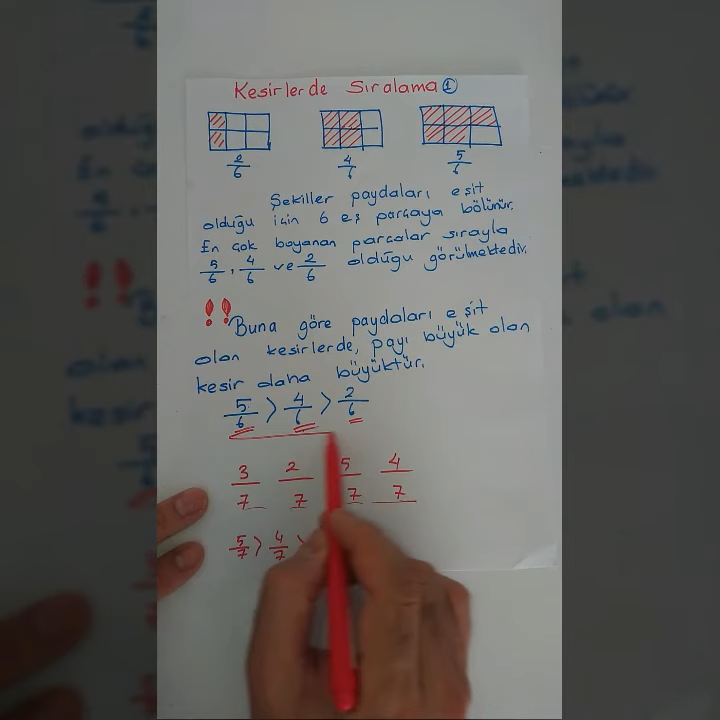 Kesirlerde Sıralama ①
2/6 4/6 5/6
Şekiller paydaları eşit
olduğu için 6 eş parçaya bölünür.
En çok boyanan parçalar sırayla
5/6, 4/6 ve 2/6 olduğu görülmektedir.
!! Buna göre paydaları eşit
olan kesirlerde, payı büyük olan
kesir daha büyüktür.
5/6 > 4/6 > 2/6
3/7 2/7 5/7 4/7
5/7 > 4/7 >